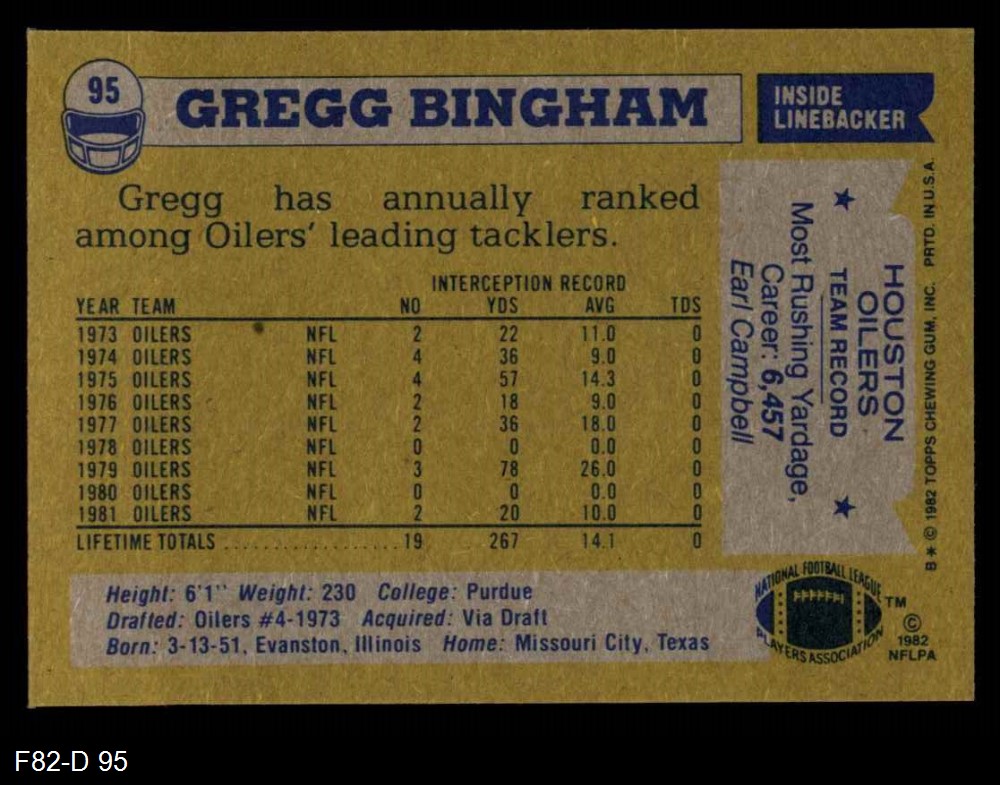 95
GREGG BINGHAM
INSIDE
LINEBACKER
Gregg has annually ranked
among Oilers' leading tacklers.
INTERCEPTION RECORD
YEAR TEAM NO YDS AVG TDS
1973 OILERS NFL 2 22 11.0 0
1974 OILERS NFL 4 36 9.0 0
1975 OILERS NFL 4 57 14.3 0
1976 OILERS NFL 2 18 9.0 0
1977 OILERS NFL 2 36 18.0 0
1978 OILERS NFL 0 0 0.0 0
1979 OILERS NFL 3 78 26.0 0
1980 OILERS NFL 0 0 0.0 0
1981 OILERS NFL 2 20 10.0 0
LIFETIME TOTALS ..................19 267 14.1 0
Height: 6'1" Weight: 230 College: Purdue
Drafted: Oilers #4-1973 Acquired: Via Draft
Born: 3-13-51, Evanston, Illinois Home: Missouri City, Texas
HOUSTON
OILERS
★ TEAM RECORD ★
Most Rushing Yardage,
Career: 6,457
Earl Campbell
B* © 1982 TOPPS CHEWING GUM, INC. PRTD. IN U.S.A.
NATIONAL FOOTBALL LEAGUE
PLAYERS ASSOCIATION
TM
©
1982
NFLPA
F82-D 95